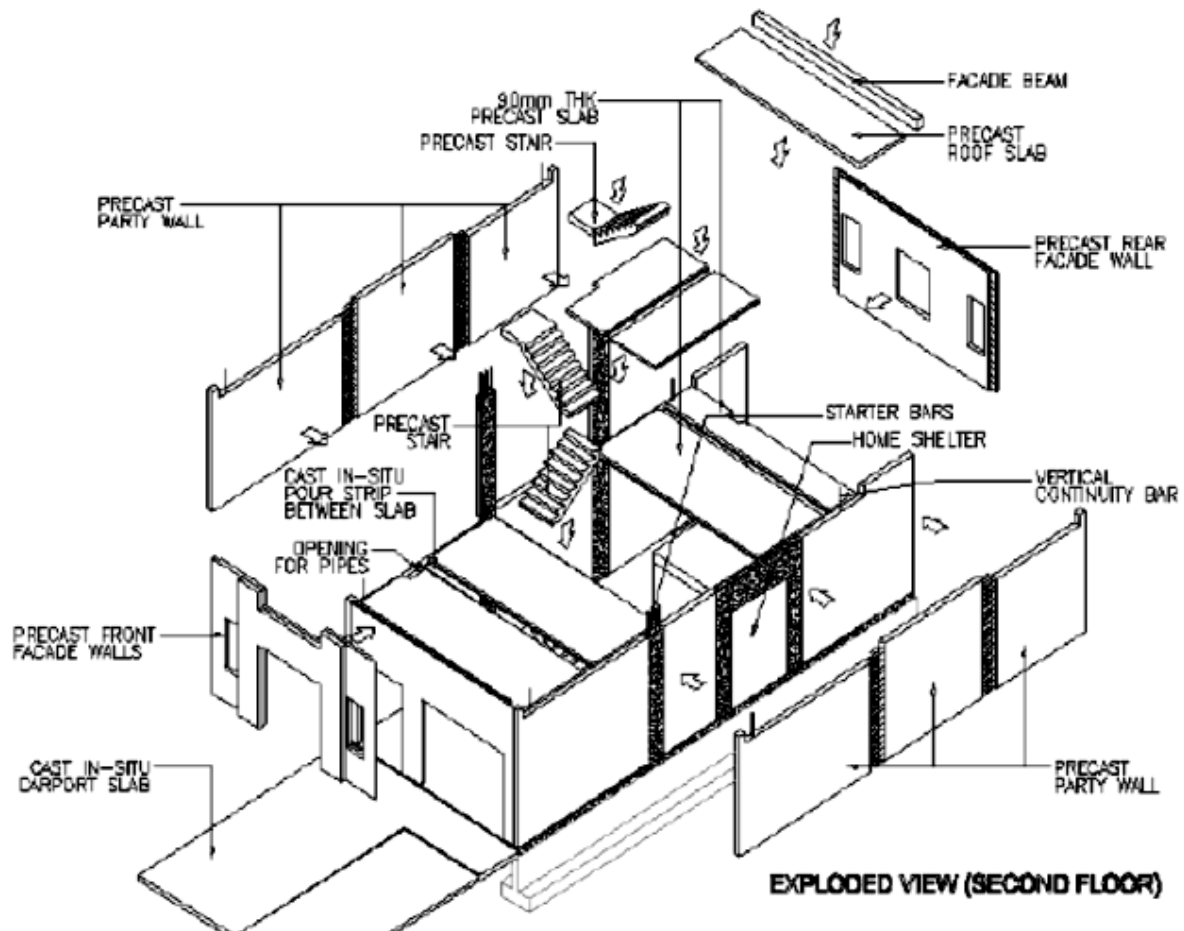 FACADE BEAM
90mm THK
PRECAST SLAB
PRECAST STAIR
PRECAST
ROOF SLAB
PRECAST
PARTY WALL
PRECAST REAR
FACADE WALL
STARTER BARS
PRECAST
STAIR
HOME SHELTER
CAST IN-SITU
POUR STRIP
BETWEEN SLAB
VERTICAL
CONTINUITY BAR
OPENING
FOR PIPES
PRECAST FRONT
FACADE WALLS
CAST IN-SITU
CARPORT SLAB
PRECAST
PARTY WALL
EXPLODED VIEW (SECOND FLOOR)